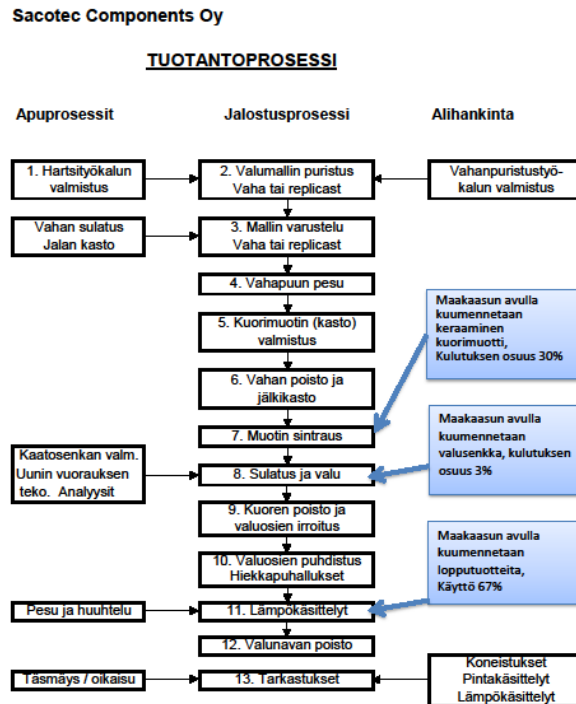 Sacotec Components Oy
TUOTANTOPROSESSI
Apuprosessit
Jalostusprosessi
Alihankinta
1. Hartsityökalun
valmistus
2. Valumallin puristus
Vaha tai replicast
Vahanpuristustyö-
kalun valmistus
Vahan sulatus
Jalan kasto
3. Mallin varustelu
Vaha tai replicast
4. Vahapuun pesu
5. Kuorimuotin (kasto)
valmistus
Maakaasun avulla
kuumennetaan
keraaminen
kuorimuotti,
Kulutuksen osuus 30%
6. Vahan poisto ja
jälkikasto
7. Muotin sintraus
Maakaasun avulla
kuumennetaan
valusenkka, kulutuksen
osuus 3%
Kaatosenkan valm.
Uunin vuorauksen
teko. Analyysit
8. Sulatus ja valu
9. Kuoren poisto ja
valuosien irroitus
Maakaasun avulla
kuumennetaan
lopputuotteita,
Käyttö 67%
10. Valuosien puhdistus
Hiekkapuhallukset
Pesu ja huuhtelu
11. Lämpökäsittelyt
12. Valunavan poisto
Täsmäys / oikaisu
13. Tarkastukset
Koneistukset
Pintakäsittelyt
Lämpökäsittelyt